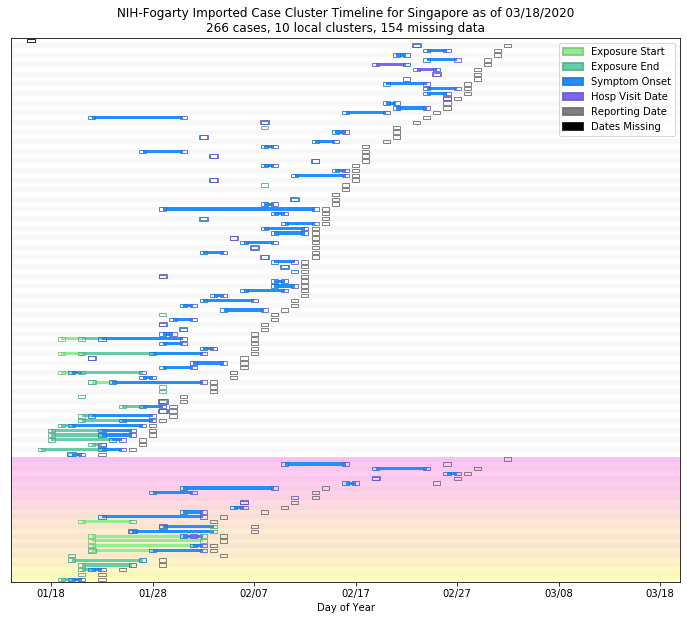 NIH-Fogarty Imported Case Cluster Timeline for Singapore as of 03/18/2020
266 cases, 10 local clusters, 154 missing data
Exposure Start
Exposure End
Symptom Onset
Hosp Visit Date
Reporting Date
Dates Missing
01/18
01/28
02/07
02/17
02/27
03/08
03/18
Day of Year